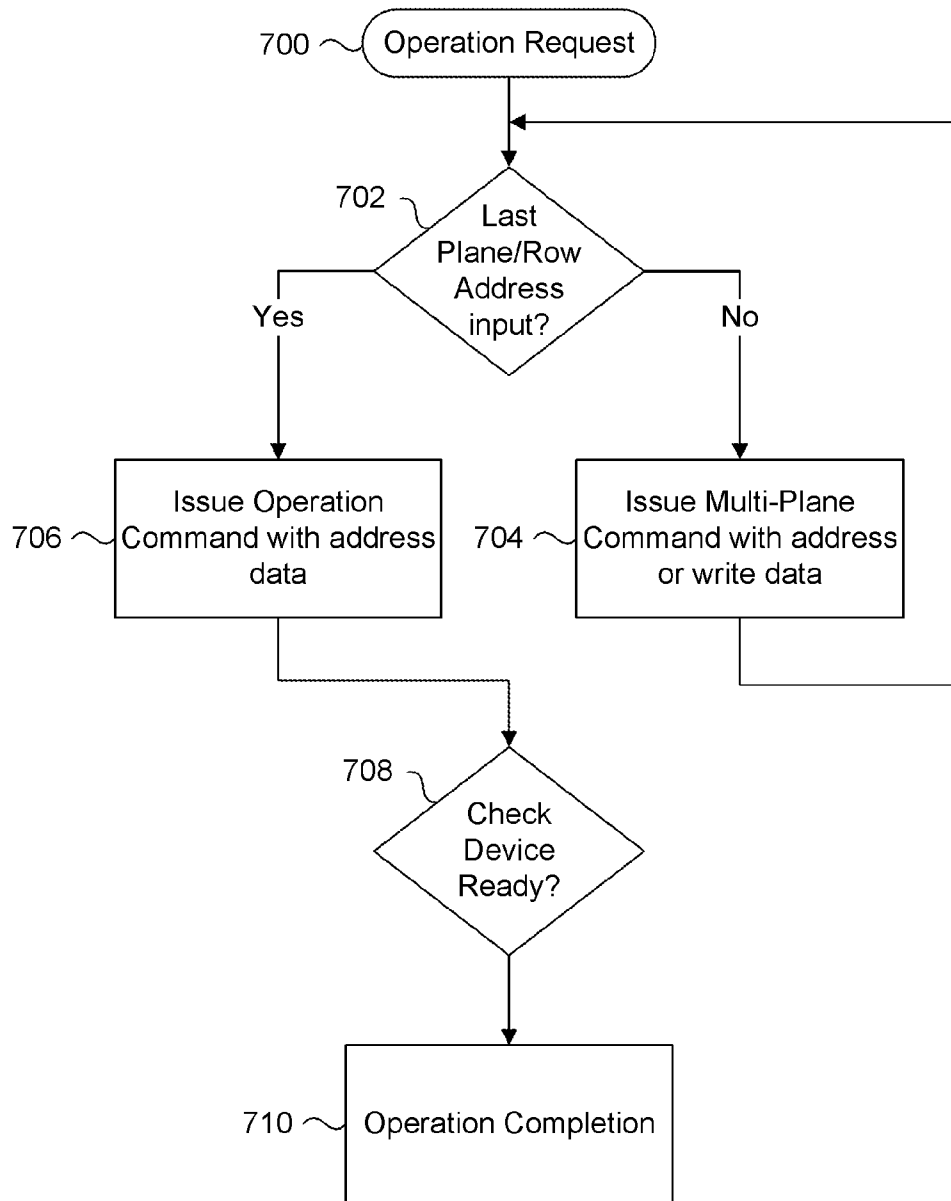 700
Operation Request
702
Last
Plane/Row
Address
input?
Yes
No
706
Issue Operation
Command with address
data
704
Issue Multi-Plane
Command with address
or write data
708
Check
Device
Ready?
710
Operation Completion